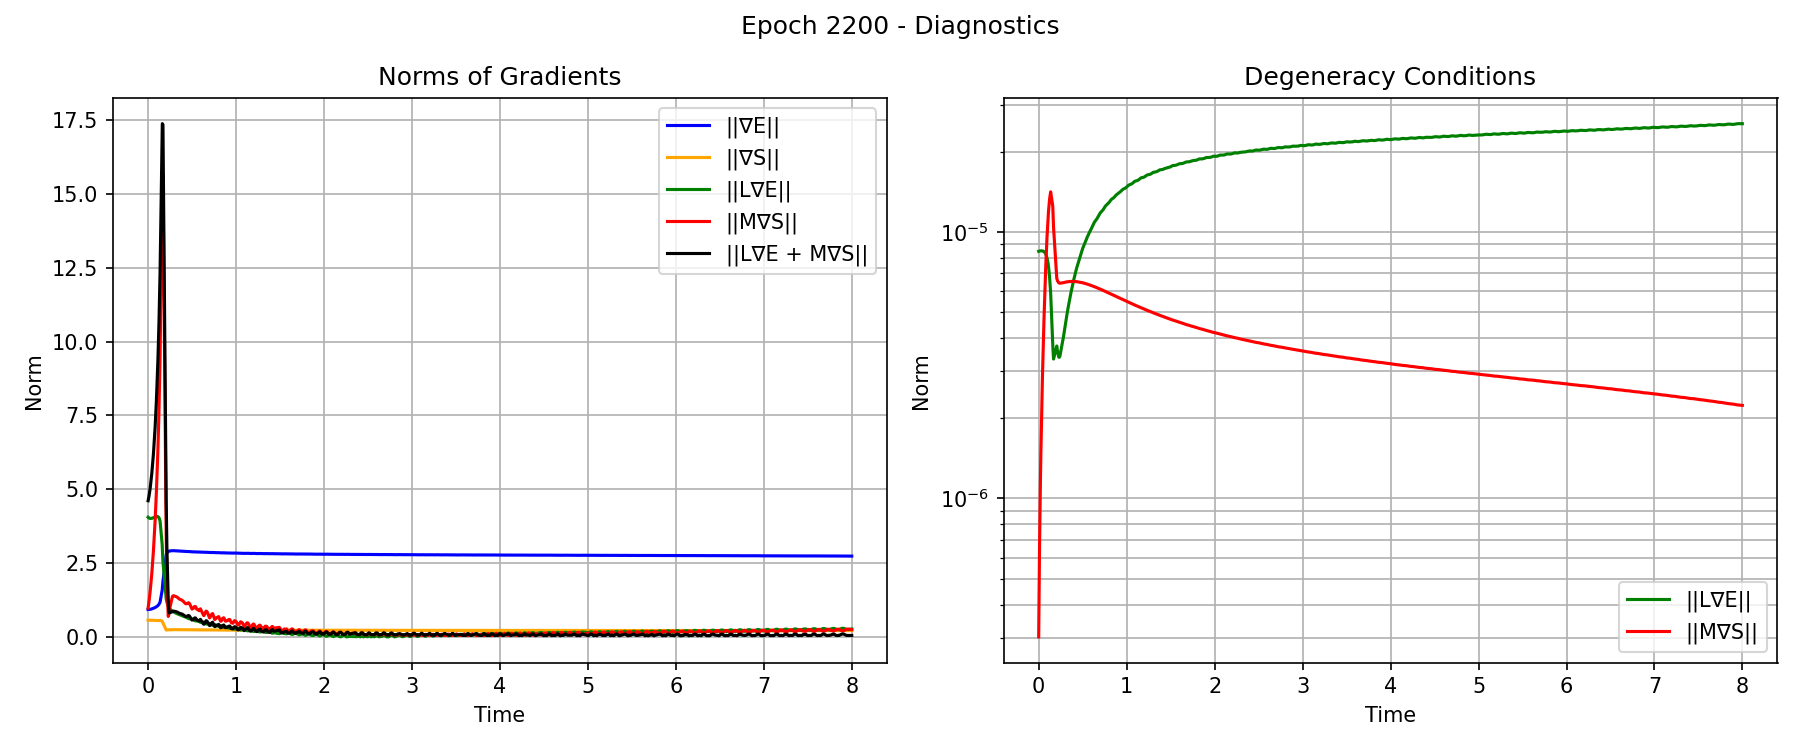 Epoch 2200 - Diagnostics
Norms of Gradients
17.5
15.0
12.5
10.0
7.5
5.0
2.5
0.0
Norm
0 1 2 3 4 5 6 7 8
Time
||∇E||
||∇S||
||L∇E||
||M∇S||
||L∇E + M∇S||
Degeneracy Conditions
10⁻⁵
10⁻⁶
Norm
0 1 2 3 4 5 6 7 8
Time
||L∇E||
||M∇S||